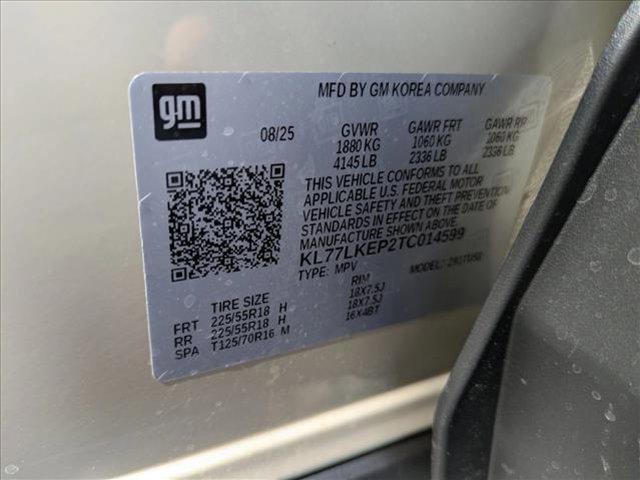 gm
MFD BY GM KOREA COMPANY
08/25 GVWR GAWR FRT GAWR RR
1880 KG 1060 KG 1060 KG
4145 LB 2336 LB 2336 LB
THIS VEHICLE CONFORMS TO ALL
APPLICABLE U.S. FEDERAL MOTOR
VEHICLE SAFETY AND THEFT PREVENTION
STANDARDS IN EFFECT ON THE DATE OF
MANUFACTURE SHOWN ABOVE.
KL77LKEP2TC014599
TYPE: MPV MODEL:
TIRE SIZE RIM
FRT 225/55R18 H 18X7.5J
RR 225/55R18 H 18X7.5J
SPA T125/70R16 M 16X4BT